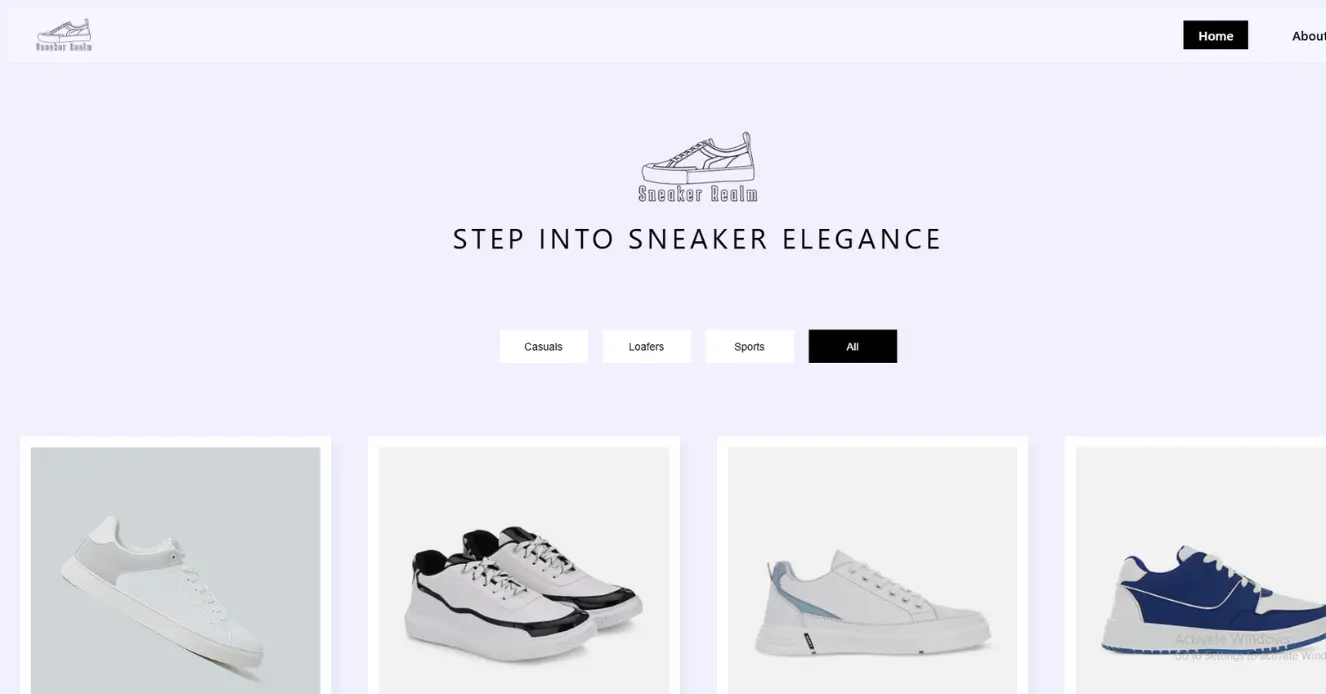 Sneaker Realm
Home
About
Sneaker Realm
STEP INTO SNEAKER ELEGANCE
Casuals
Loafers
Sports
All
Activate Windows
Go to Settings to activate Wind